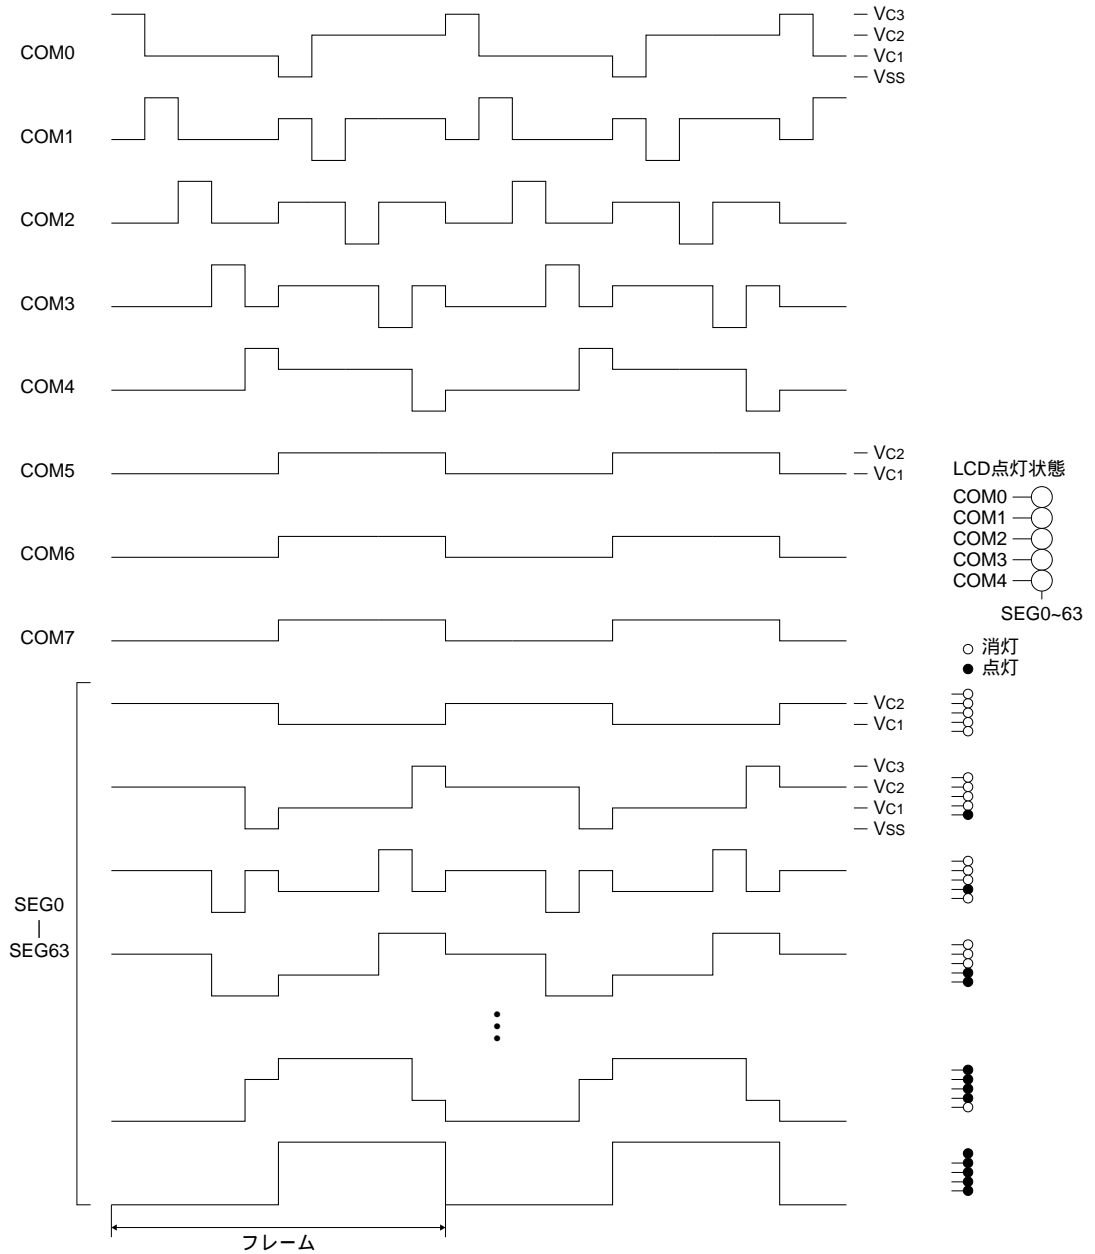 COM0
VC3
VC2
VC1
VSS
COM1
COM2
COM3
COM4
COM5
VC2
VC1
COM6
COM7
LCD点灯状態
COM0
COM1
COM2
COM3
COM4
SEG0~63
消灯
点灯
VC2
VC1
VC3
VC2
VC1
VSS
SEG0
SEG63
フレーム